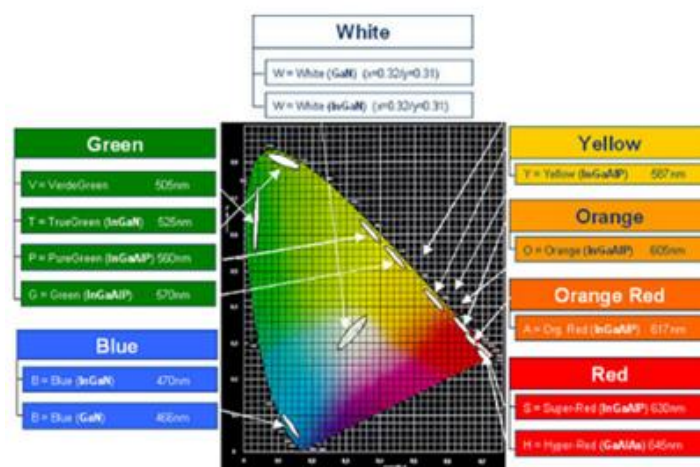 White
W = White (GaN) (x=0.32/y=0.31)
W = White (InGaN) (x=0.32/y=0.31)
Green
V = VerdeGreen 505nm
T = TrueGreen (InGaN) 525nm
P = PureGreen (InGaAlP) 560nm
G = Green (InGaAlP) 570nm
Blue
B = Blue (InGaN) 470nm
B = Blue (GaN) 466nm
Yellow
Y = Yellow (InGaAlP) 587nm
Orange
O = Orange (InGaAlP) 605nm
Orange Red
A = Org. Red (InGaAlP) 617nm
Red
S = Super-Red (InGaAlP) 630nm
H = Hyper-Red (GaAlAs) 645nm